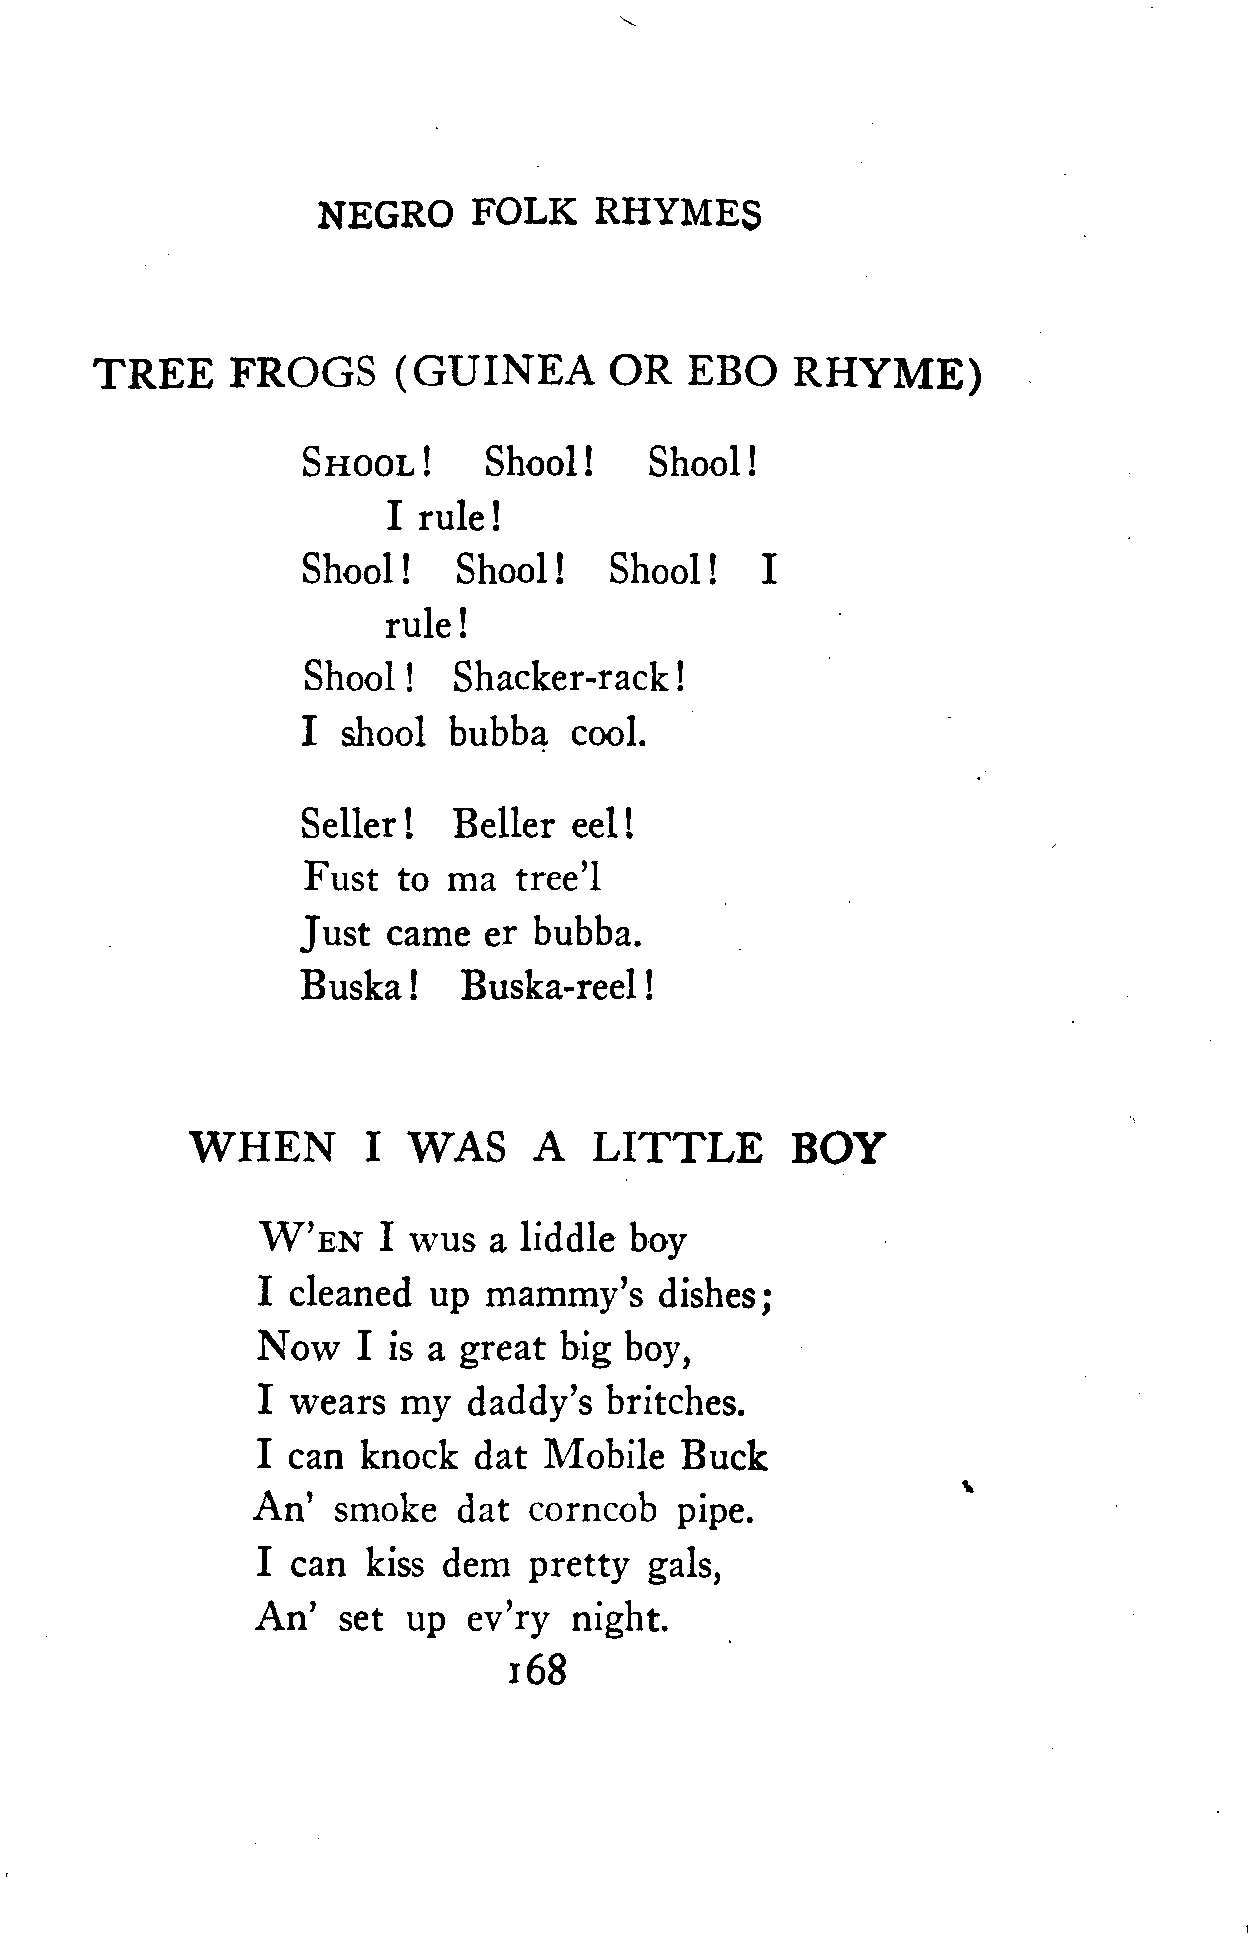 NEGRO FOLK RHYMES
TREE FROGS (GUINEA OR EBO RHYME)
SHOOL! Shool! Shool!
I rule!
Shool! Shool! Shool! I
rule!
Shool! Shacker-rack!
I shool bubba cool.
Seller! Beller eel!
Fust to ma tree'l
Just came er bubba.
Buska! Buska-reel!
WHEN I WAS A LITTLE BOY
W'EN I wus a liddle boy
I cleaned up mammy's dishes;
Now I is a great big boy,
I wears my daddy's britches.
I can knock dat Mobile Buck
An' smoke dat corncob pipe.
I can kiss dem pretty gals,
An' set up ev'ry night.
168